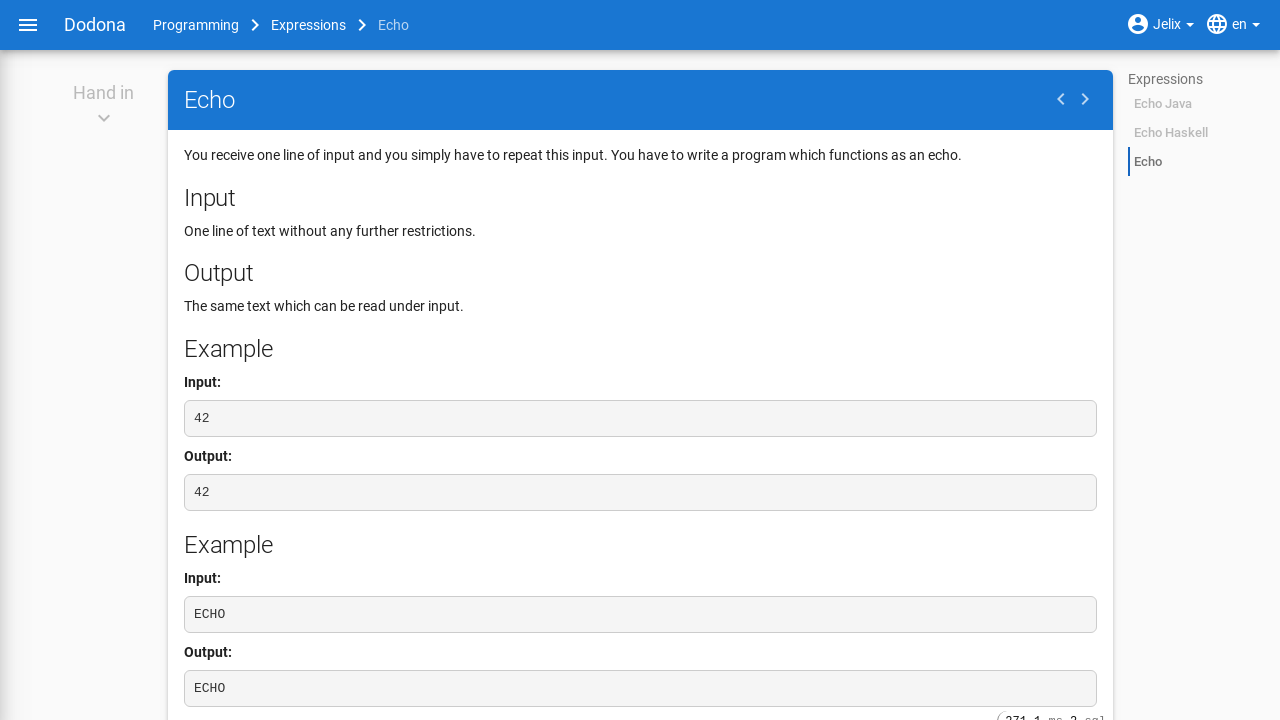 Dodona Programming Expressions Echo Jelix en
Hand in
Echo
You receive one line of input and you simply have to repeat this input. You have to write a program which functions as an echo.
Input
One line of text without any further restrictions.
Output
The same text which can be read under input.
Example
Input:
42
Output:
42
Example
Input:
ECHO
Output:
ECHO
Expressions
Echo Java
Echo Haskell
Echo